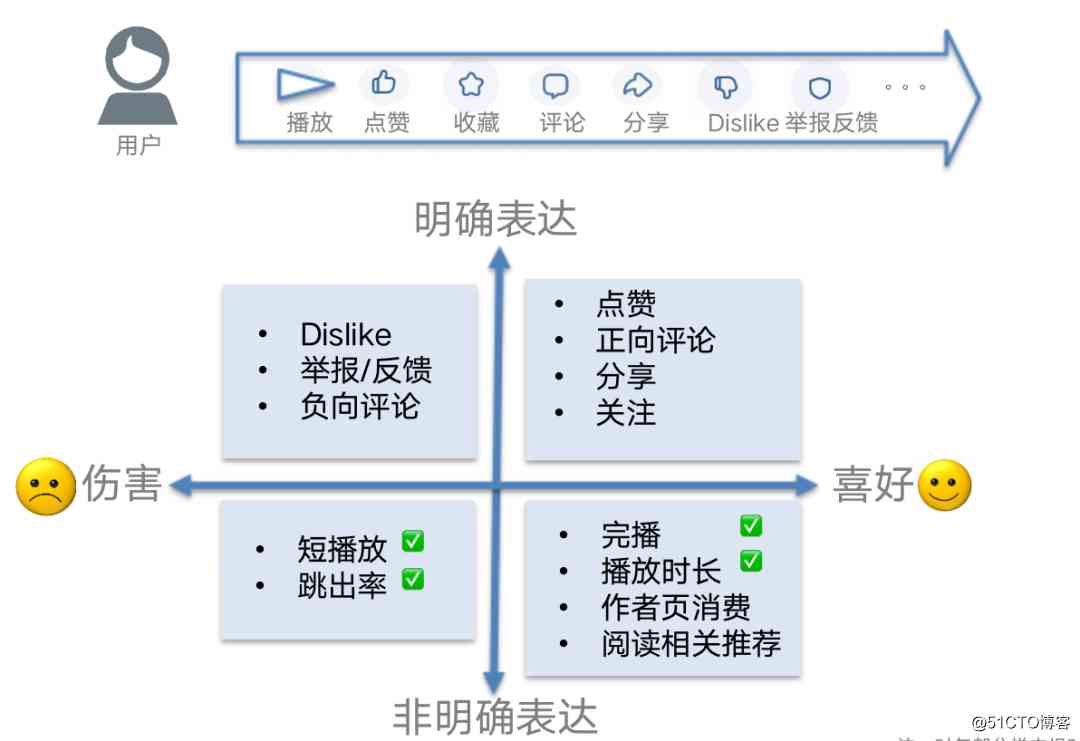 用户
播放 点赞 收藏 评论 分享 Dislike 举报反馈
明确表达
• Dislike
• 举报/反馈
• 负向评论
• 点赞
• 正向评论
• 分享
• 关注
伤害
喜好
• 短播放
• 跳出率
• 完播
• 播放时长
• 作者页消费
• 阅读相关推荐
非明确表达
@51CTO博客